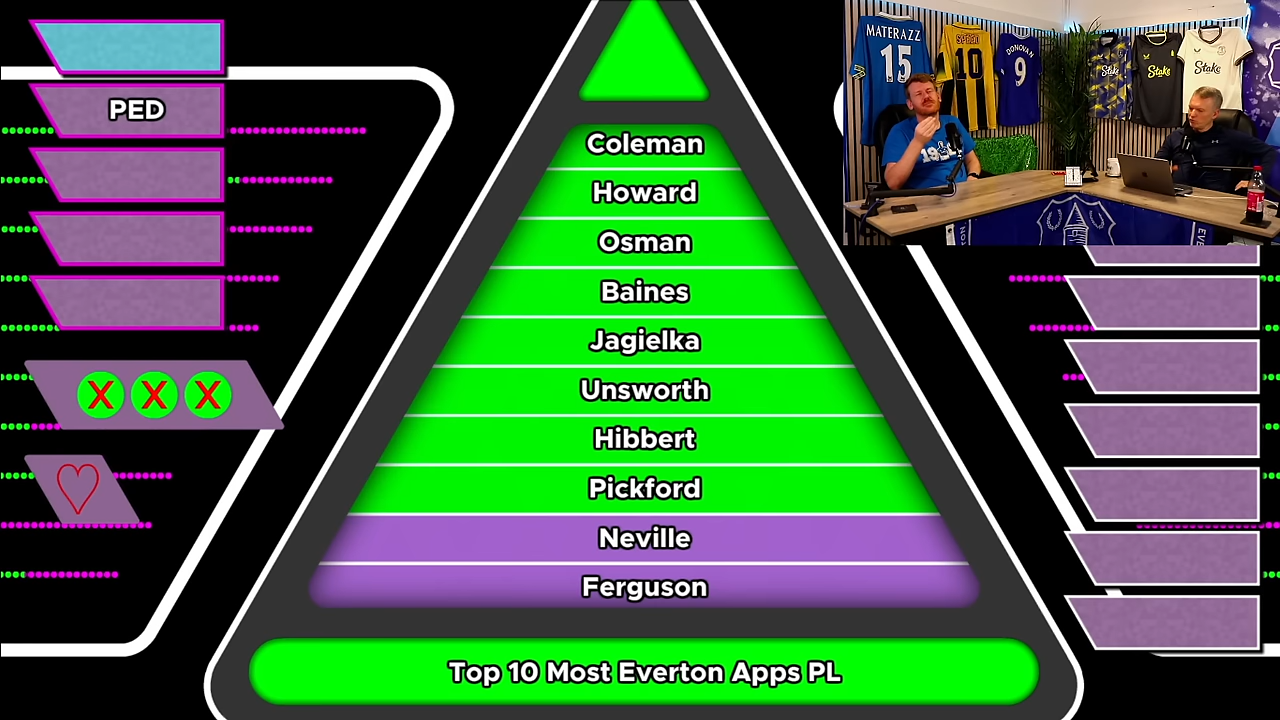 PED
X X X
Coleman
Howard
Osman
Baines
Jagielka
Unsworth
Hibbert
Pickford
Neville
Ferguson
Top 10 Most Everton Apps PL
MATERAZZ
15
10
DONOVAN
9
Stake
Stake
Stake